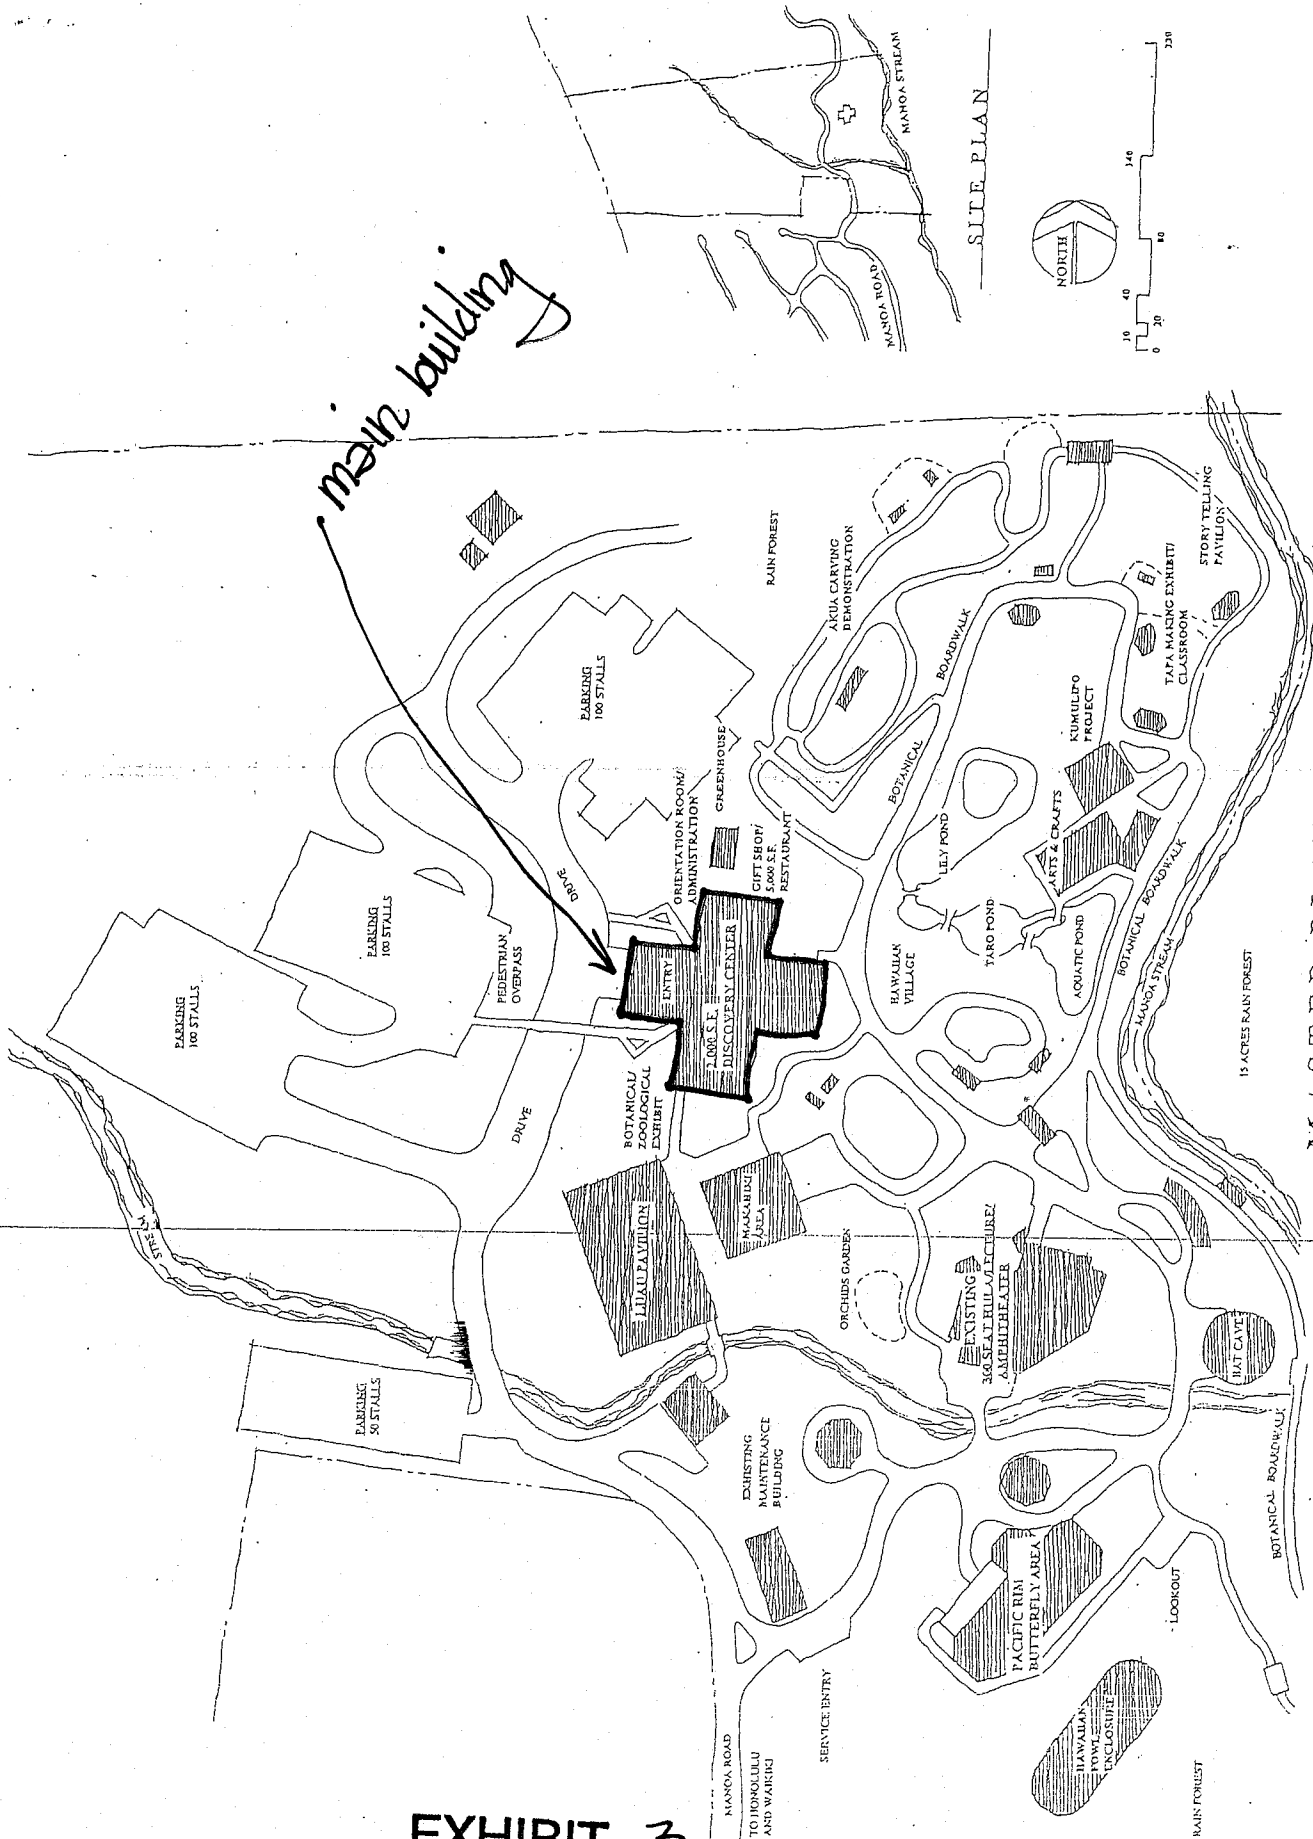 main building
MANOA STREAM
MANOA ROAD
SITE PLAN
NORTH
0
10
20
40
80
140
PARKING
100 STALLS
PARKING
100 STALLS
PARKING
100 STALLS
PARKING
50 STALLS
STREAM
DRIVE
DRIVE
PEDESTRIAN
OVERPASS
RAIN FOREST
ORIENTATION ROOM/
ADMINISTRATION
GREENHOUSE
GIFT SHOP/
5,000 S.F.
RESTAURANT
ENTRY
2,000 S.F.
DISCOVERY CENTER
BOTANICAL/
ZOOLOGICAL
EXHIBIT
LUAU PAVILION
MAKAHIKI
AREA
ORCHIDS GARDEN
EXISTING
300 SEAT HULA/LECTURE/
AMPHITHEATER
AKUA CARVING
DEMONSTRATION
BOTANICAL BOARDWALK
HAWAIIAN
VILLAGE
LILY POND
TARO POND
AQUATIC POND
ARTS & CRAFTS
KUMULIPO
PROJECT
TAPA MAKING EXHIBIT/
CLASSROOM
STORY TELLING
PAVILION
BOTANICAL BOARDWALK
MANOA STREAM
15 ACRES RAIN FOREST
BAT CAVE
BOTANICAL BOARDWALK
EXHISTING
MAINTENANCE
BUILDING
PACIFIC RIM
BUTTERFLY AREA
LOOKOUT
HAWAIIAN
FOWL
ENCLOSURE
RAIN FOREST
SERVICE ENTRY
MANOA ROAD
TO HONOLULU
AND WAIKIKI
EXHIBIT 3